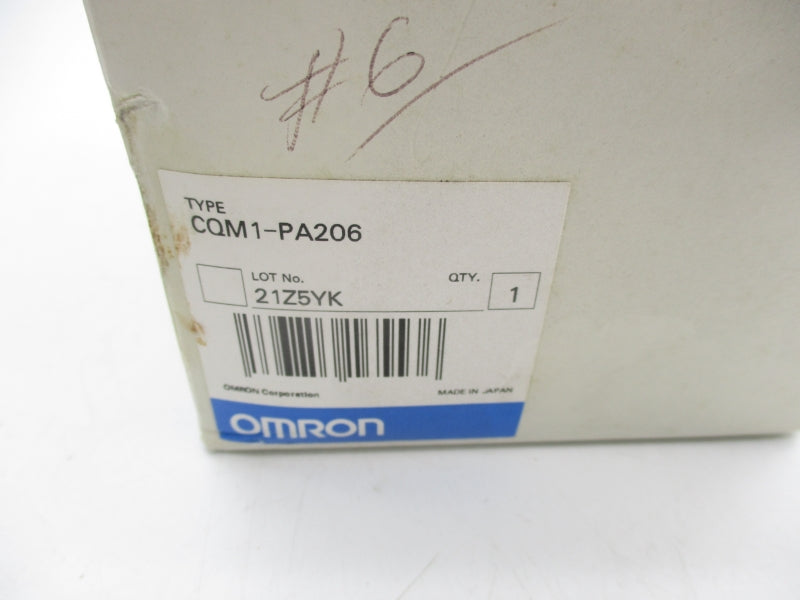 #6
TYPE
CQM1-PA206
LOT No.
21Z5YK
QTY.
1
OMRON Corporation
MADE IN JAPAN
OMRON